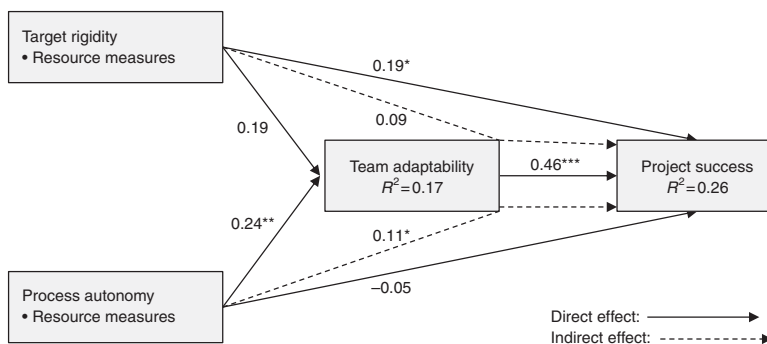 Target rigidity
• Resource measures
0.19*
0.19
0.09
Team adaptability
R²=0.17
0.46***
Project success
R²=0.26
0.24**
0.11*
–0.05
Process autonomy
• Resource measures
Direct effect:
Indirect effect: